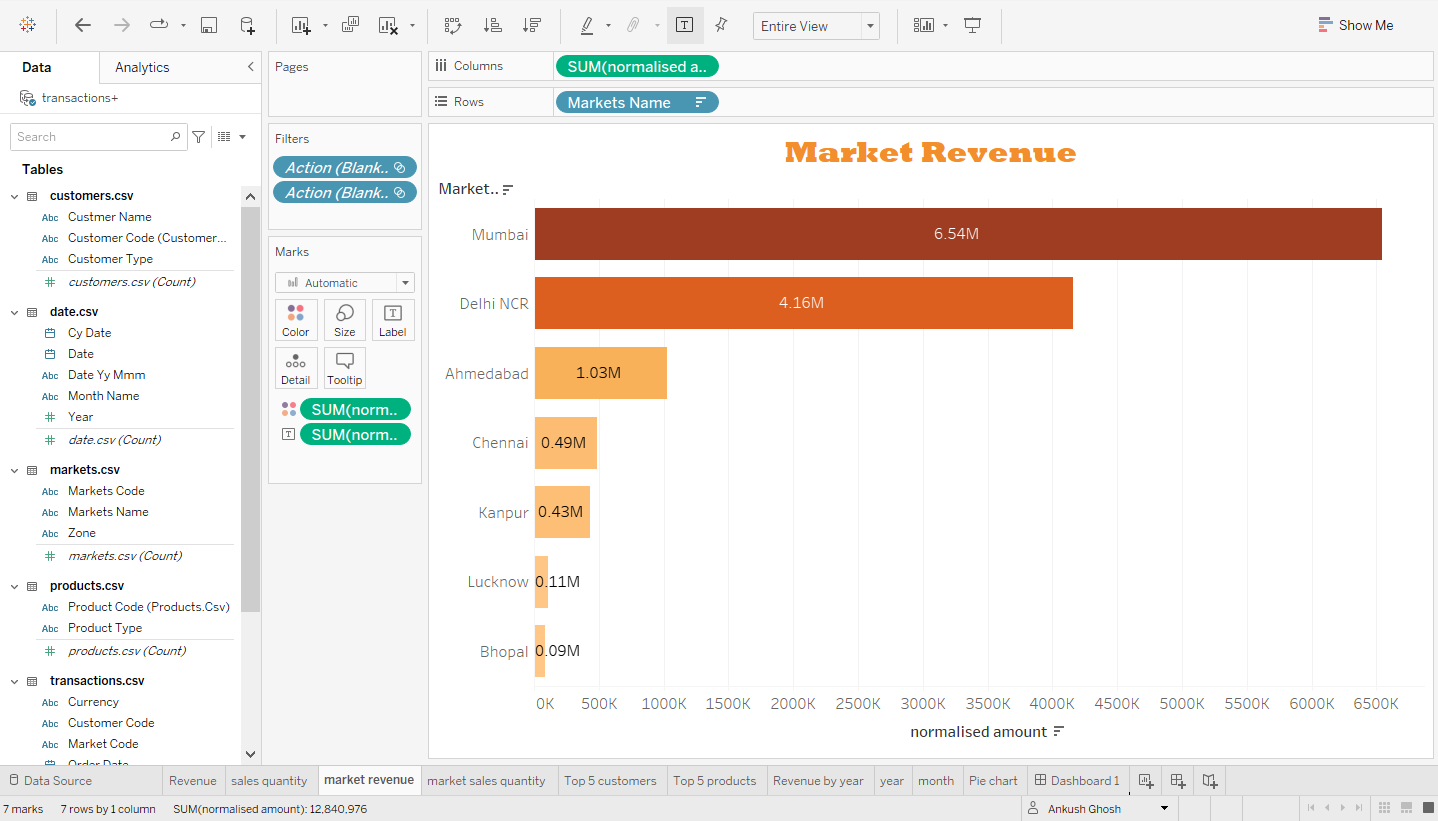 Entire View
Show Me
Data
Analytics
transactions+
Search
Tables
customers.csv
Abc Custmer Name
Abc Customer Code (Customer...
Abc Customer Type
# customers.csv (Count)
date.csv
Cy Date
Date
Abc Date Yy Mmm
Abc Month Name
# Year
# date.csv (Count)
markets.csv
Abc Markets Code
Abc Markets Name
Abc Zone
# markets.csv (Count)
products.csv
Abc Product Code (Products.Csv)
Abc Product Type
# products.csv (Count)
transactions.csv
Abc Currency
Abc Customer Code
Abc Market Code
Order Date
Pages
Filters
Action (Blank..
Action (Blank..
Marks
Automatic
Color
Size
T
Label
Detail
Tooltip
SUM(norm..
T SUM(norm..
Columns
SUM(normalised a..
Rows
Markets Name
Market Revenue
Market..
Mumbai 6.54M
Delhi NCR 4.16M
Ahmedabad 1.03M
Chennai 0.49M
Kanpur 0.43M
Lucknow 0.11M
Bhopal 0.09M
0K 500K 1000K 1500K 2000K 2500K 3000K 3500K 4000K 4500K 5000K 5500K 6000K 6500K
normalised amount
Data Source
Revenue
sales quantity
market revenue
market sales quantity
Top 5 customers
Top 5 products
Revenue by year
year
month
Pie chart
Dashboard 1
7 marks
7 rows by 1 column
SUM(normalised amount): 12,840,976
Ankush Ghosh